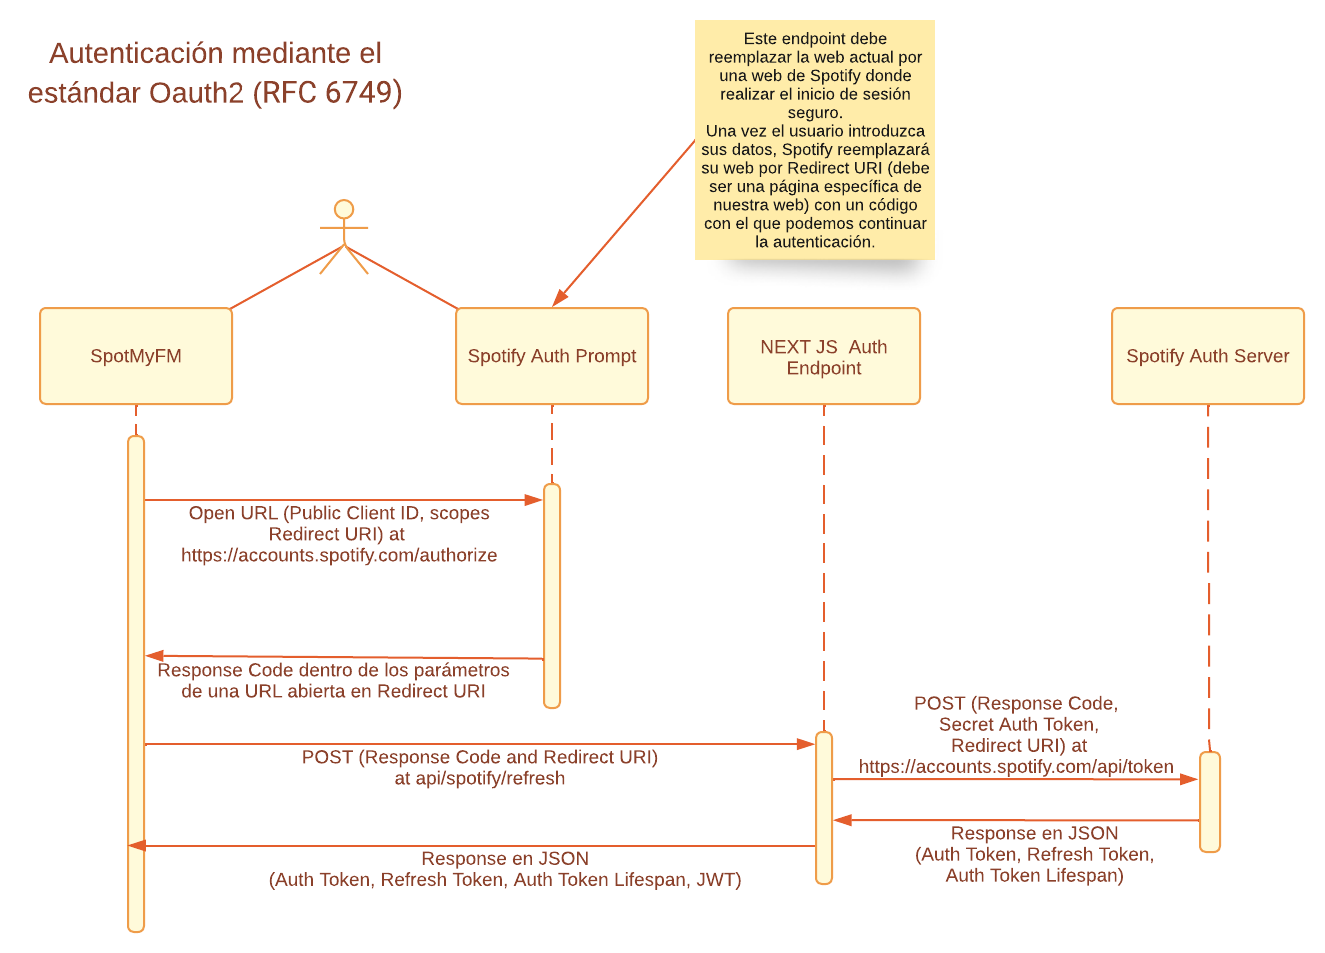 Autenticación mediante el
estándar Oauth2 (RFC 6749)
Este endpoint debe
reemplazar la web actual por
una web de Spotify donde
realizar el inicio de sesión
seguro.
Una vez el usuario introduzca
sus datos, Spotify reemplazará
su web por Redirect URI (debe
ser una página específica de
nuestra web) con un código
con el que podemos continuar
la autenticación.
SpotMyFM
Spotify Auth Prompt
NEXT JS  Auth
Endpoint
Spotify Auth Server
Open URL (Public Client ID, scopes
Redirect URI) at
https://accounts.spotify.com/authorize
Response Code dentro de los parámetros
de una URL abierta en Redirect URI
POST (Response Code,
Secret Auth Token,
Redirect URI) at
https://accounts.spotify.com/api/token
POST (Response Code and Redirect URI)
at api/spotify/refresh
Response en JSON
(Auth Token, Refresh Token,
Auth Token Lifespan)
Response en JSON
(Auth Token, Refresh Token, Auth Token Lifespan, JWT)